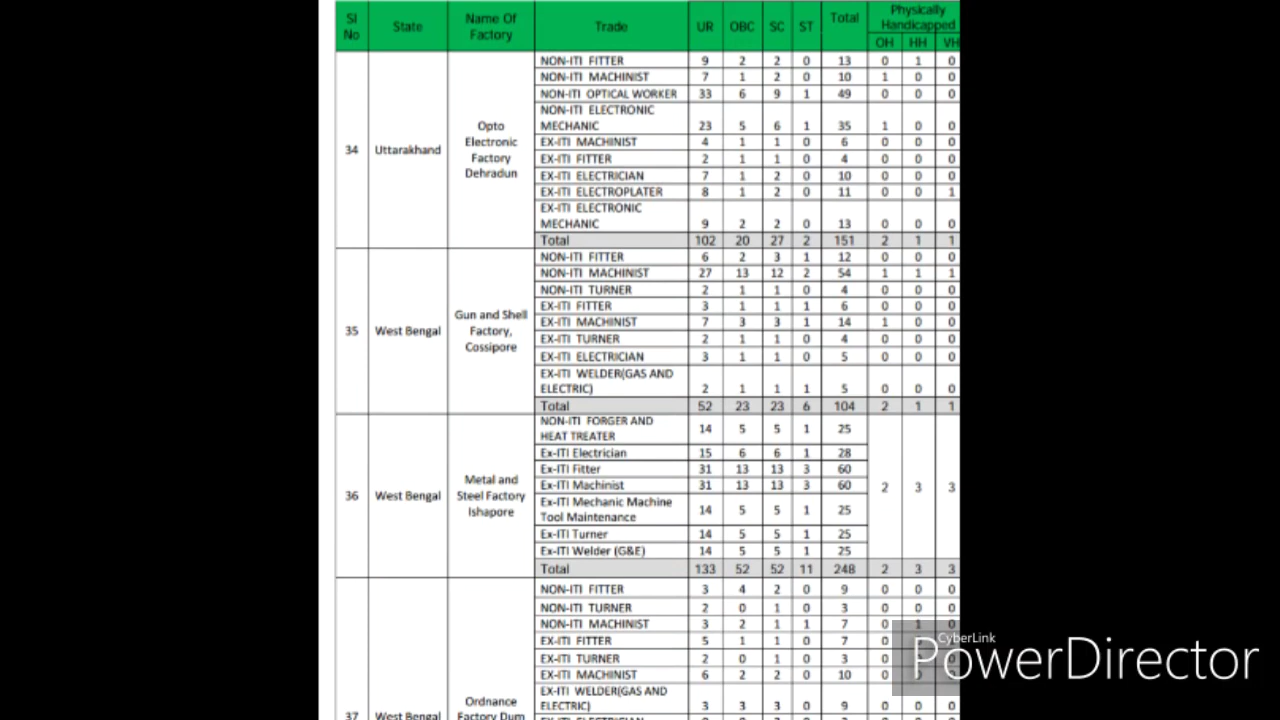 Sl No State Name Of Factory Trade UR OBC SC ST Total Physically Handicapped
OH HH VH
34 Uttarakhand Opto Electronic Factory Dehradun
NON-ITI FITTER 9 2 2 0 13 0 1 0
NON-ITI MACHINIST 7 1 2 0 10 1 0 0
NON-ITI OPTICAL WORKER 33 6 9 1 49 0 0 0
NON-ITI ELECTRONIC MECHANIC 23 5 6 1 35 1 0 0
EX-ITI MACHINIST 4 1 1 0 6 0 0 0
EX-ITI FITTER 2 1 1 0 4 0 0 0
EX-ITI ELECTRICIAN 7 1 2 0 10 0 0 0
EX-ITI ELECTROPLATER 8 1 2 0 11 0 0 1
EX-ITI ELECTRONIC MECHANIC 9 2 2 0 13 0 0 0
Total 102 20 27 2 151 2 1 1
35 West Bengal Gun and Shell Factory, Cossipore
NON-ITI FITTER 6 2 3 1 12 0 0 0
NON-ITI MACHINIST 27 13 12 2 54 1 1 1
NON-ITI TURNER 2 1 1 0 4 0 0 0
EX-ITI FITTER 3 1 1 1 6 0 0 0
EX-ITI MACHINIST 7 3 3 1 14 1 0 0
EX-ITI TURNER 2 1 1 0 4 0 0 0
EX-ITI ELECTRICIAN 3 1 1 0 5 0 0 0
EX-ITI WELDER(GAS AND ELECTRIC) 2 1 1 1 5 0 0 0
Total 52 23 23 6 104 2 1 1
36 West Bengal Metal and Steel Factory Ishapore
NON-ITI FORGER AND HEAT TREATER 14 5 5 1 25
Ex-ITI Electrician 15 6 6 1 28
Ex-ITI Fitter 31 13 13 3 60
Ex-ITI Machinist 31 13 13 3 60
2 3 3
Ex-ITI Mechanic Machine Tool Maintenance 14 5 5 1 25
Ex-ITI Turner 14 5 5 1 25
Ex-ITI Welder (G&E) 14 5 5 1 25
Total 133 52 52 11 248 2 3 3
37 West Bengal Ordnance Factory Dum
NON-ITI FITTER 3 4 2 0 9 0 0 0
NON-ITI TURNER 2 0 1 0 3 0 0 0
NON-ITI MACHINIST 3 2 1 1 7 0 1 0
EX-ITI FITTER 5 1 1 0 7 0
EX-ITI TURNER 2 0 1 0 3 0
EX-ITI MACHINIST 6 2 2 0 10 0
EX-ITI WELDER(GAS AND ELECTRIC) 3 3 3 0 9 0 0 0
CyberLink
PowerDirector